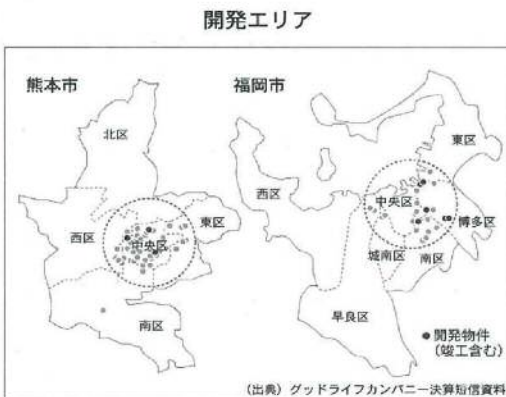 開発エリア
熊本市
北区
西区
中央区
東区
南区
福岡市
東区
西区
中央区
博多区
城南区
南区
早良区
●開発物件
(竣工含む)
(出典)グッドライフカンパニー決算短信資料